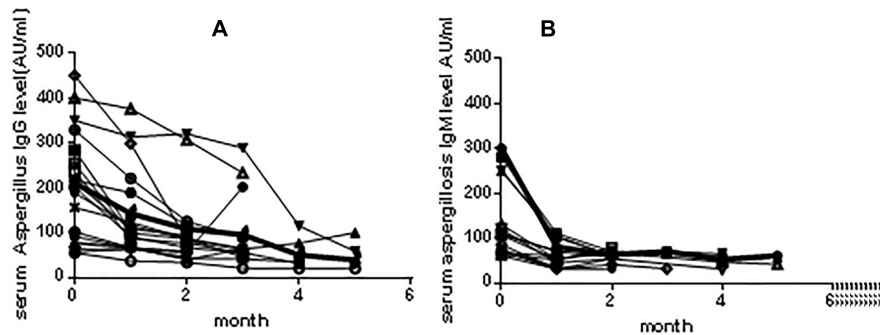 A
serum Aspergillus IgG level(AU/ml)
500
400
300
200
100
0
0 2 4 6
month
B
serum aspergillosis IgM level AU/ml)
500
400
300
200
100
0
0 2 4 6
month